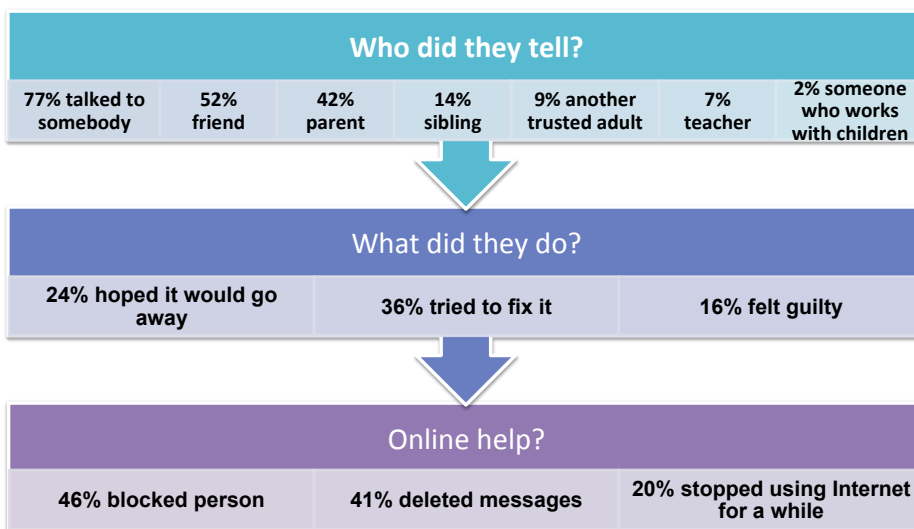 Who did they tell?
77% talked to
somebody
52%
friend
42%
parent
14%
sibling
9% another
trusted adult
7%
teacher
2% someone
who works
with children
What did they do?
24% hoped it would go
away
36% tried to fix it
16% felt guilty
Online help?
46% blocked person
41% deleted messages
20% stopped using Internet
for a while